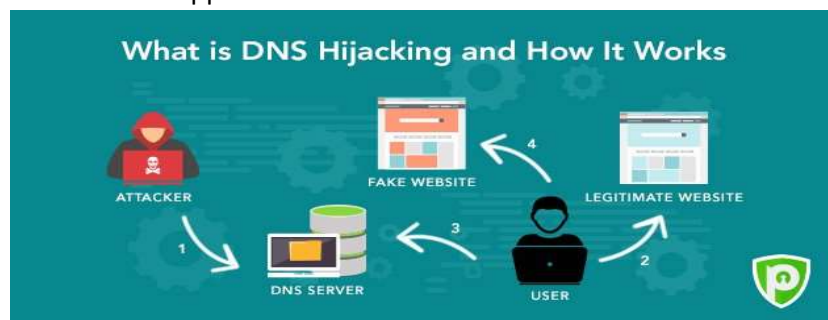 What is DNS Hijacking and How It Works
4
ATTACKER
FAKE WEBSITE
LEGITIMATE WEBSITE
1
3
2
DNS SERVER
USER
p